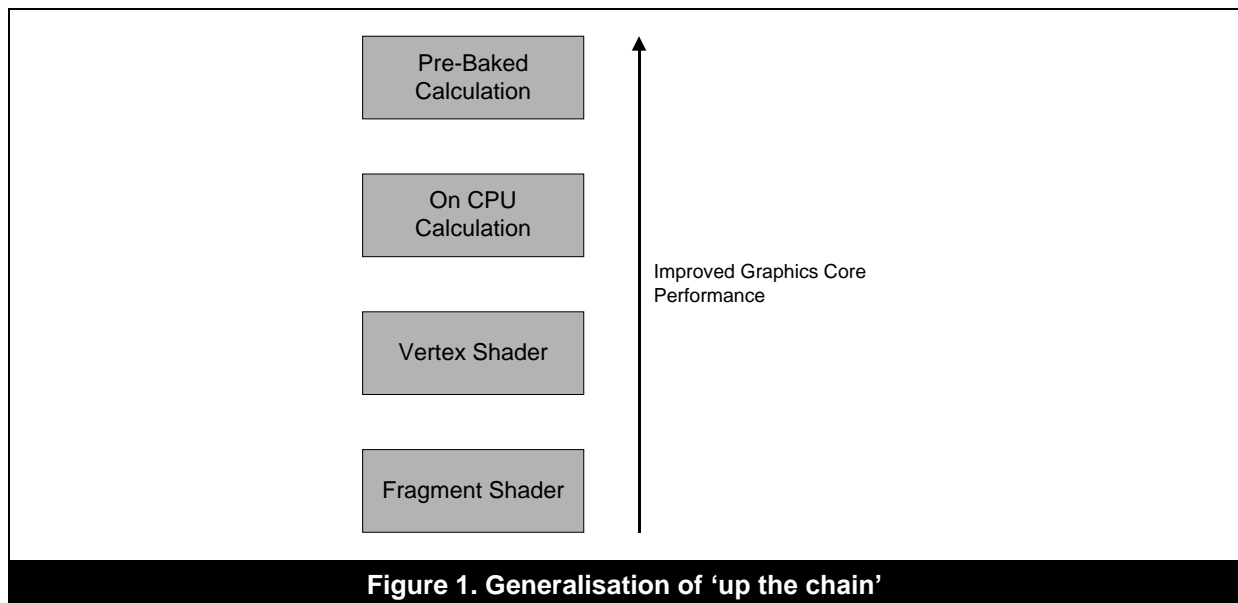 Pre-Baked
Calculation
On CPU
Calculation
Improved Graphics Core
Performance
Vertex Shader
Fragment Shader
Figure 1. Generalisation of ‘up the chain’